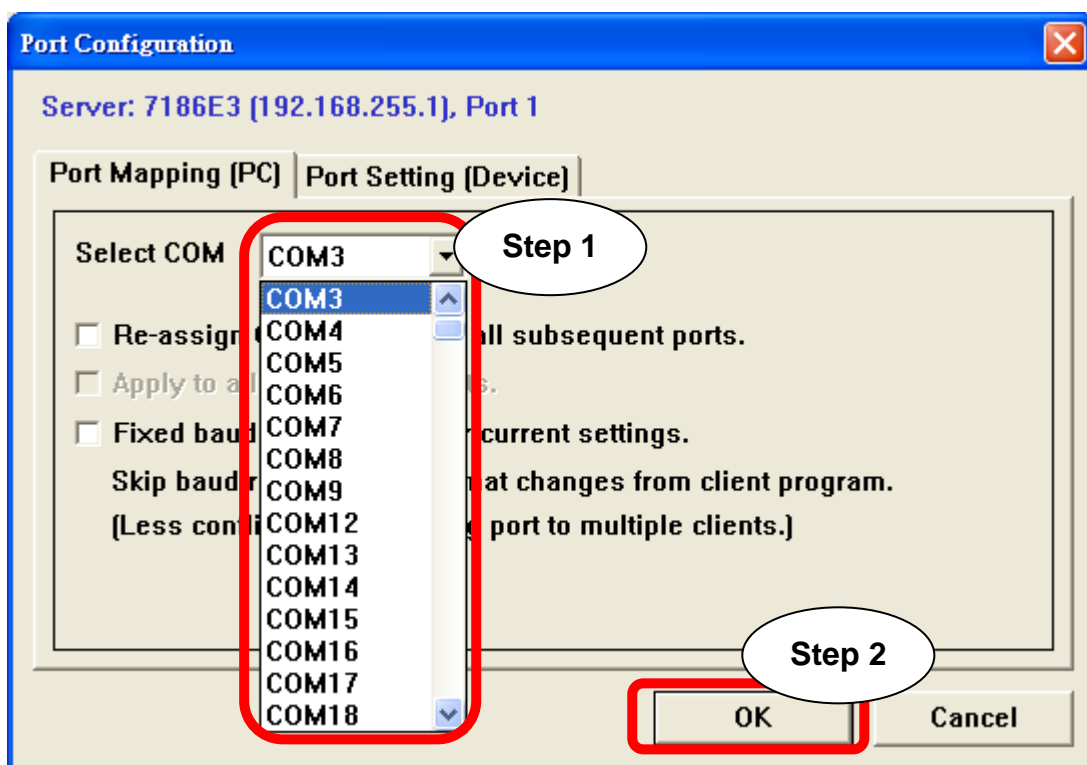 Port Configuration
Server: 7186E3 (192.168.255.1), Port 1
Port Mapping (PC) Port Setting (Device)
Select COM COM3 Step 1
COM3
COM4
COM5
COM6
COM7
COM8
COM9
COM12
COM13
COM14
COM15
COM16
COM17
COM18
Re-assign all subsequent ports.
Apply to
Fixed baud current settings.
Skip baud changes from client program.
(Less port to multiple clients.)
Step 2
OK Cancel